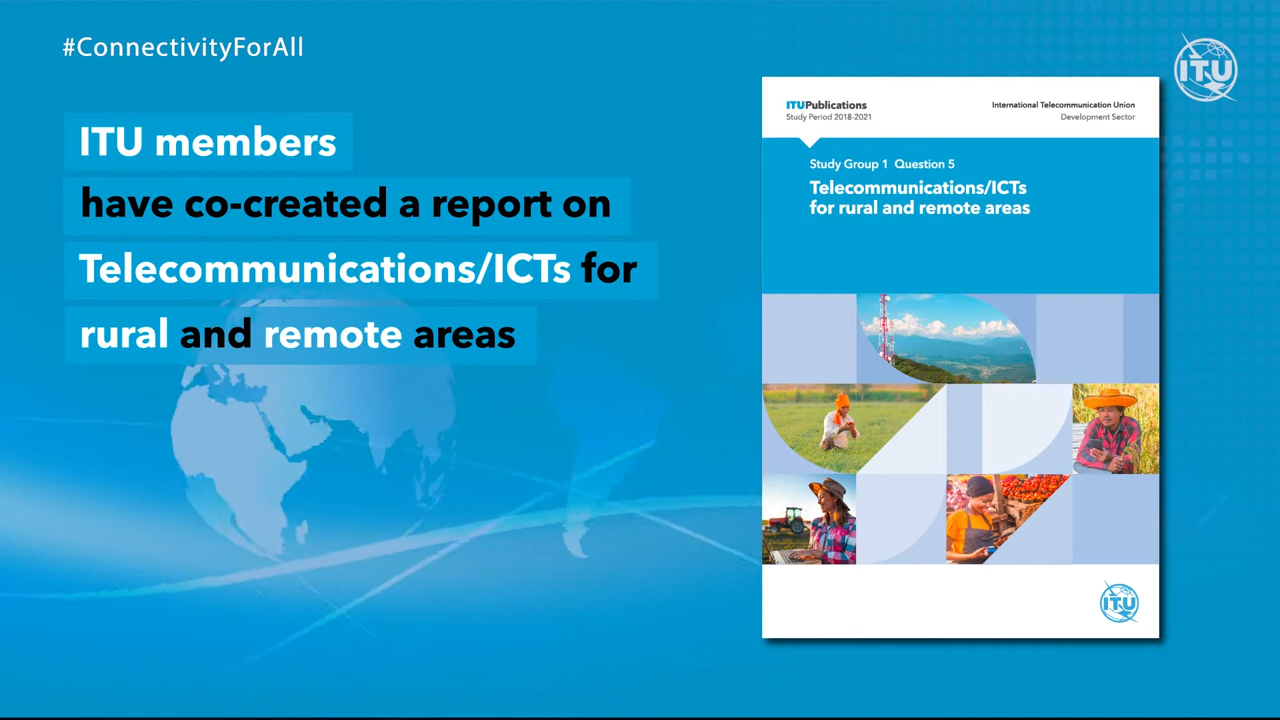 #ConnectivityForAll
ITU members
have co-created a report on
Telecommunications/ICTs for
rural and remote areas
ITU
ITUPublications
Study Period 2018-2021
International Telecommunication Union
Development Sector
Study Group 1 Question 5
Telecommunications/ICTs
for rural and remote areas
ITU